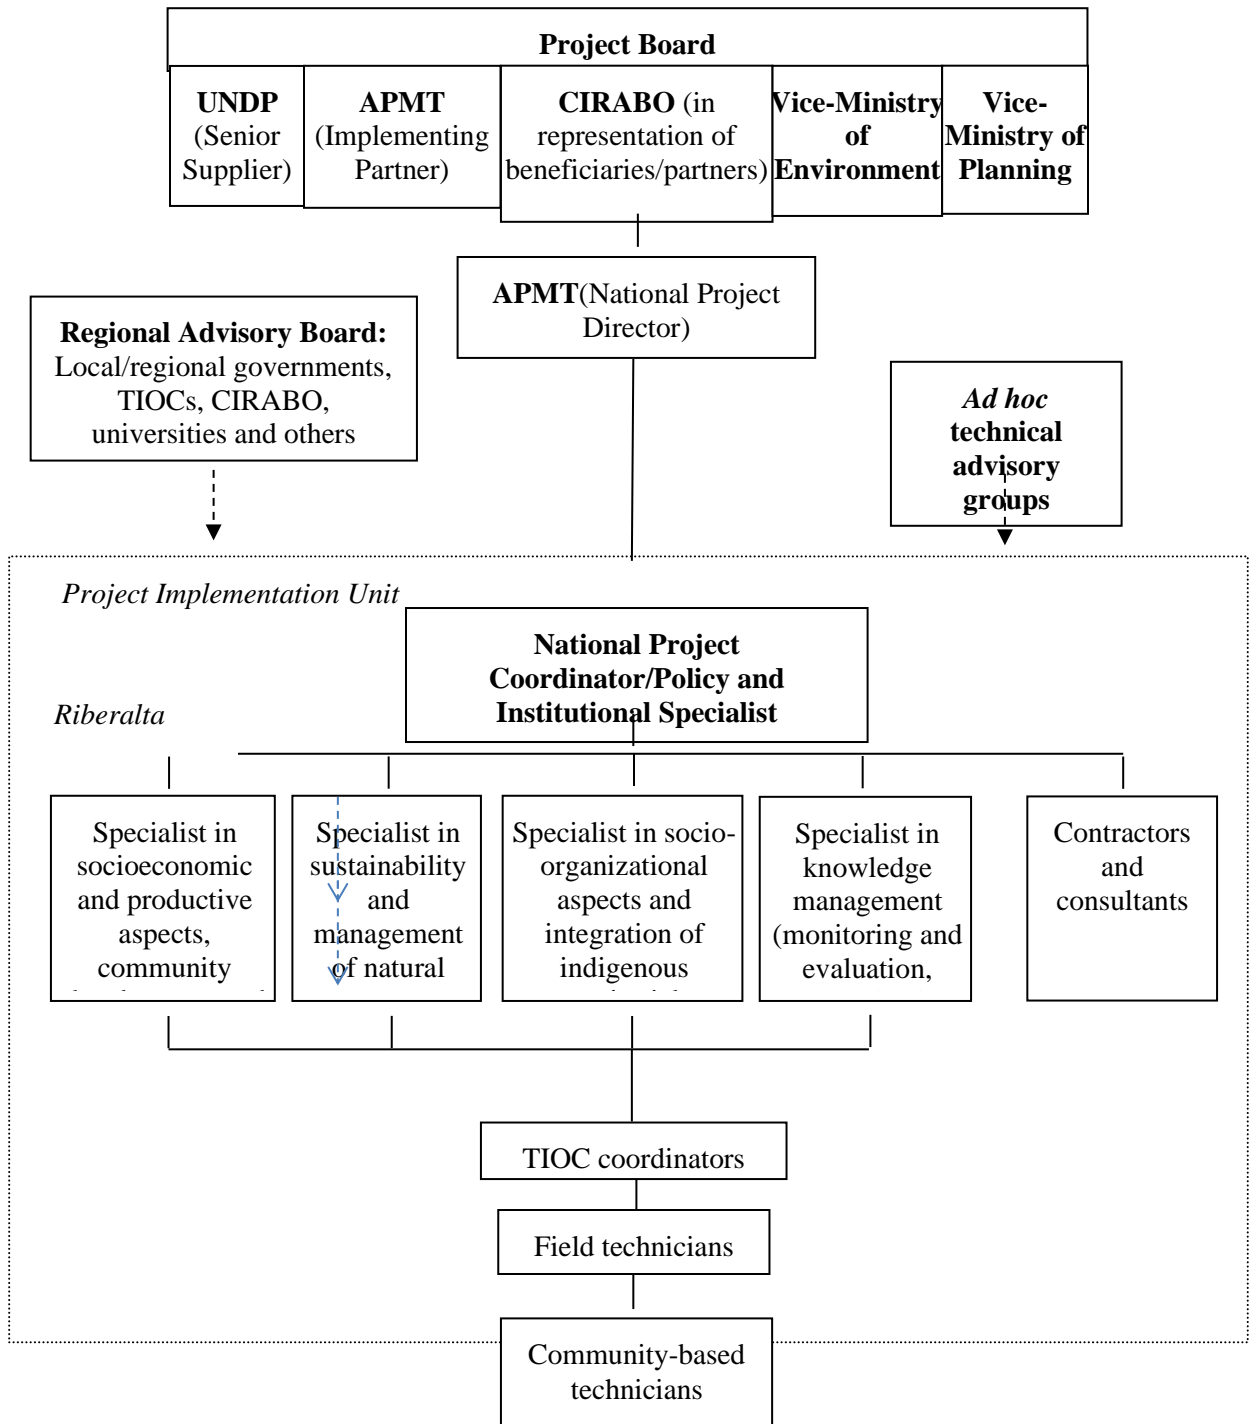 Project Board
UNDP
(Senior
Supplier)
APMT
(Implementing
Partner)
CIRABO (in
representation of
beneficiaries/partners)
Vice-Ministry
of
Environment
Vice-
Ministry of
Planning
APMT(National Project
Director)
Regional Advisory Board:
Local/regional governments,
TIOCs, CIRABO,
universities and others
Ad hoc
technical
advisory
groups
Project Implementation Unit
National Project
Coordinator/Policy and
Institutional Specialist
Riberalta
Specialist in
socioeconomic
and productive
aspects,
community
Specialist in
sustainability
and
management
of natural
Specialist in socio-
organizational
aspects and
integration of
indigenous
Specialist in
knowledge
management
(monitoring and
evaluation,
Contractors
and
consultants
TIOC coordinators
Field technicians
Community-based
technicians